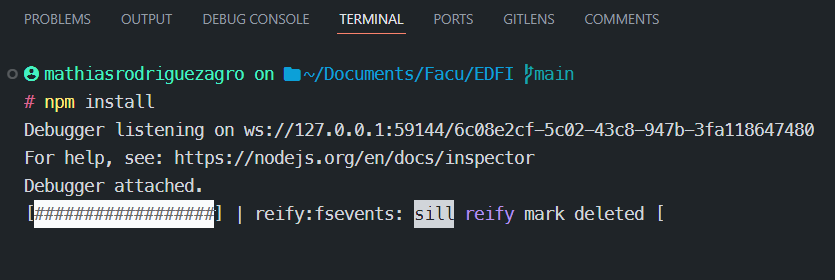 PROBLEMS OUTPUT DEBUG CONSOLE TERMINAL PORTS GITLENS COMMENTS
mathiasrodriguezagro on ~/Documents/Facu/EDFI main
# npm install
Debugger listening on ws://127.0.0.1:59144/6c08e2cf-5c02-43c8-947b-3fa118647480
For help, see: https://nodejs.org/en/docs/inspector
Debugger attached.
[##################] | reify:fsevents: sill reify mark deleted [